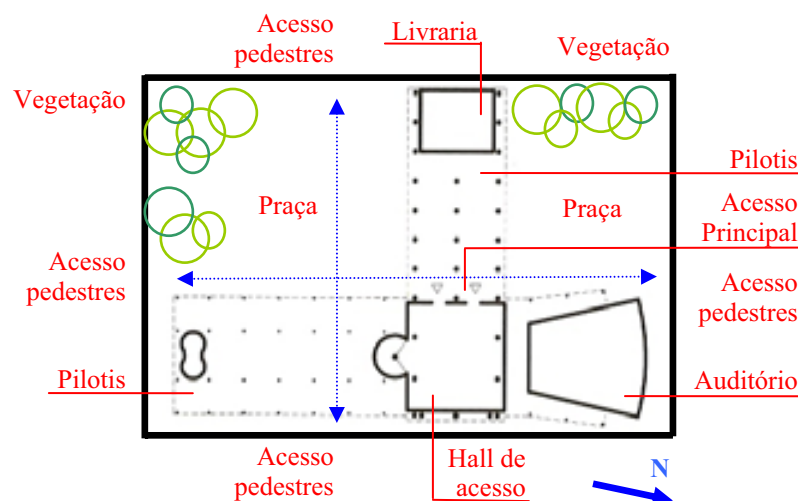 Acesso
pedestres
Livraria
Vegetação
Vegetação
Pilotis
Praça
Praça
Acesso
Principal
Acesso
pedestres
Acesso
pedestres
Pilotis
Auditório
Acesso
pedestres
Hall de
acesso
N